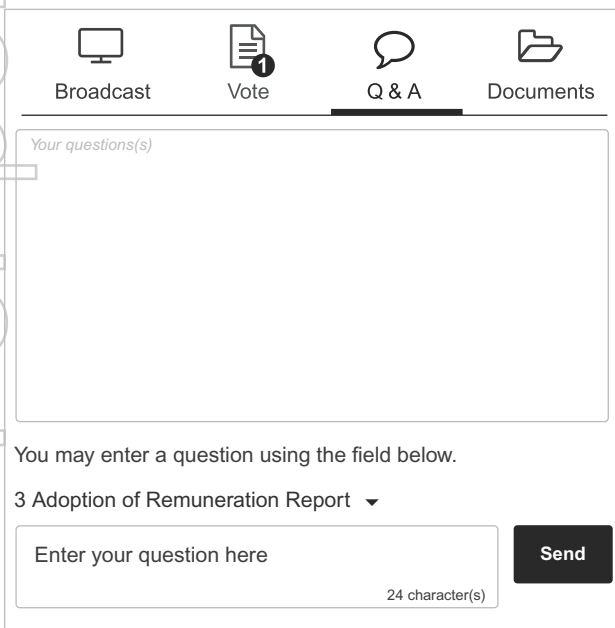 1
Broadcast Vote Q & A Documents
Your questions(s)
You may enter a question using the field below.
3 Adoption of Remuneration Report
Enter your question here
Send
24 character(s)